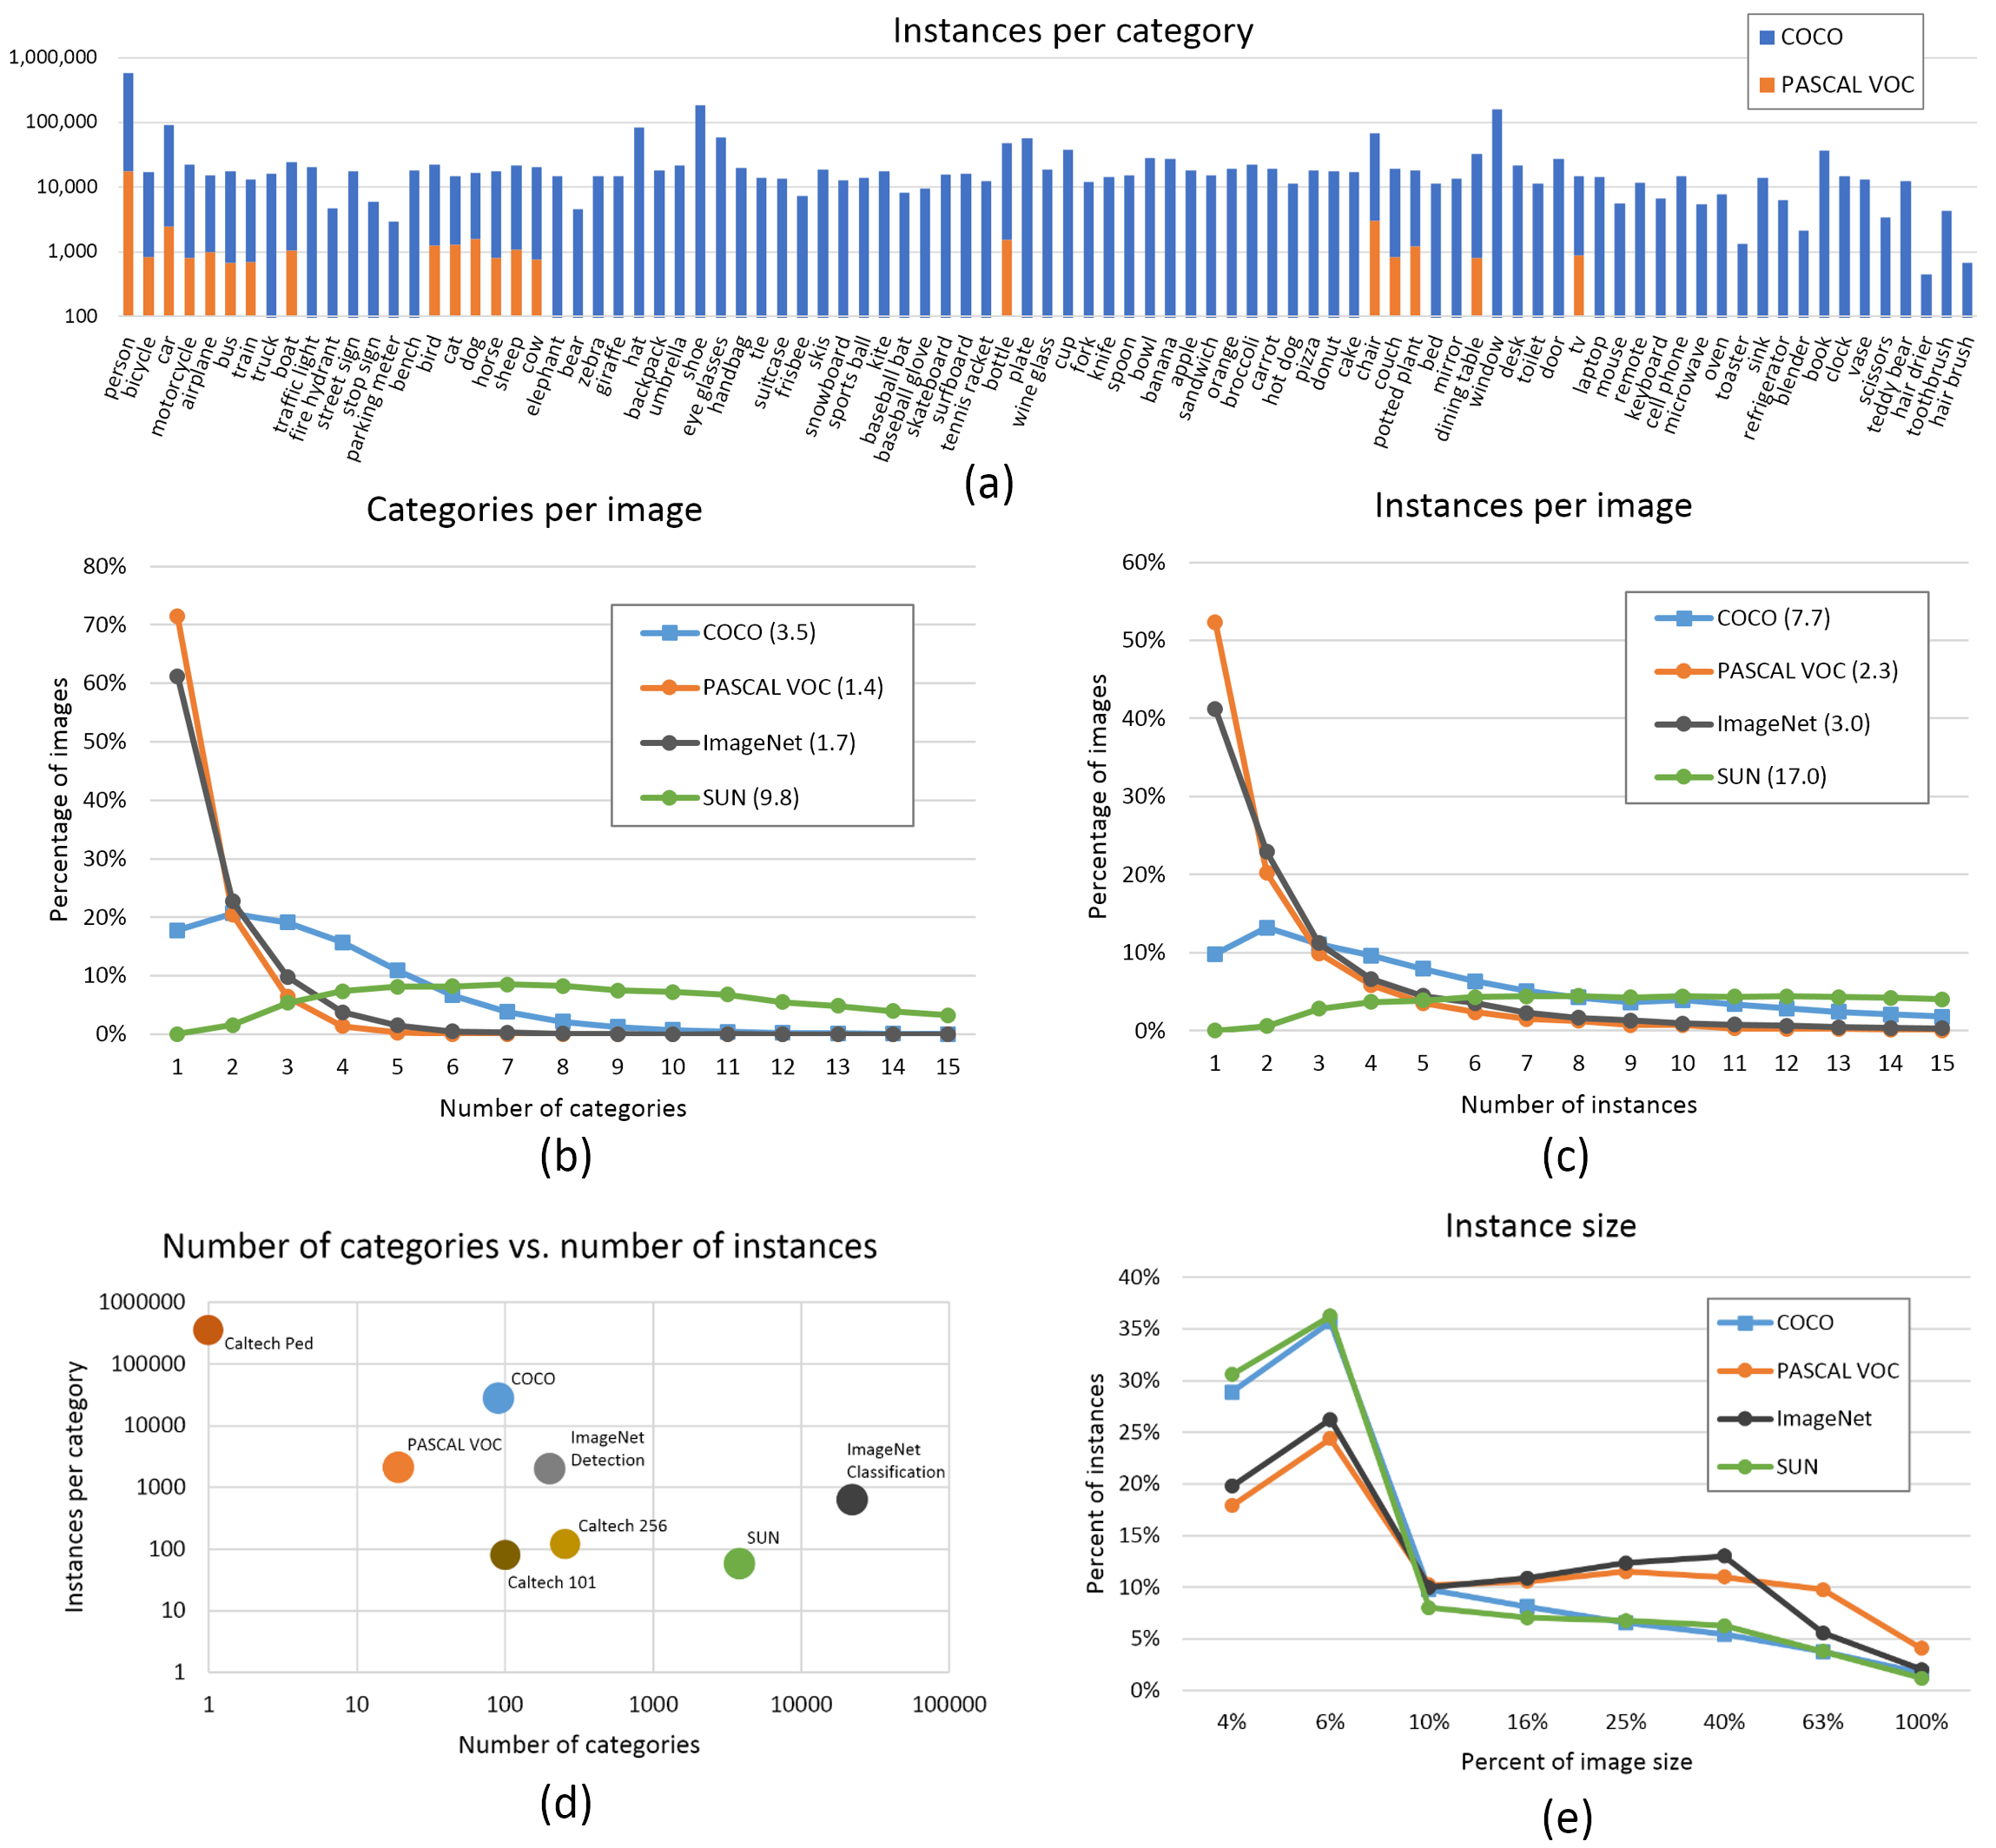 Instances per category
COCO
PASCAL VOC
1,000,000
100,000
10,000
1,000
100
person
bicycle
car
motorcycle
airplane
bus
train
truck
boat
traffic light
fire hydrant
street sign
stop sign
parking meter
bench
bird
cat
dog
horse
sheep
cow
elephant
bear
zebra
giraffe
hat
backpack
umbrella
shoe
eye glasses
handbag
tie
suitcase
frisbee
skis
snowboard
sports ball
kite
baseball bat
baseball glove
skateboard
surfboard
tennis racket
bottle
plate
wine glass
cup
fork
knife
spoon
bowl
banana
apple
sandwich
orange
broccoli
carrot
hot dog
pizza
donut
cake
chair
couch
potted plant
bed
mirror
dining table
window
desk
toilet
door
tv
laptop
mouse
remote
keyboard
cell phone
microwave
oven
toaster
sink
refrigerator
blender
book
clock
vase
scissors
teddy bear
hair drier
toothbrush
hair brush
(a)
Categories per image
80%
70%
60%
50%
40%
30%
20%
10%
0%
Percentage of images
COCO (3.5)
PASCAL VOC (1.4)
ImageNet (1.7)
SUN (9.8)
1 2 3 4 5 6 7 8 9 10 11 12 13 14 15
Number of categories
(b)
Instances per image
60%
50%
40%
30%
20%
10%
0%
Percentage of images
COCO (7.7)
PASCAL VOC (2.3)
ImageNet (3.0)
SUN (17.0)
1 2 3 4 5 6 7 8 9 10 11 12 13 14 15
Number of instances
(c)
Number of categories vs. number of instances
1000000
100000
10000
1000
100
10
1
Instances per category
Caltech Ped
COCO
PASCAL VOC
ImageNet
Detection
ImageNet
Classification
Caltech 256
SUN
Caltech 101
1 10 100 1000 10000 100000
Number of categories
(d)
Instance size
40%
35%
30%
25%
20%
15%
10%
5%
0%
Percent of instances
COCO
PASCAL VOC
ImageNet
SUN
4% 6% 10% 16% 25% 40% 63% 100%
Percent of image size
(e)